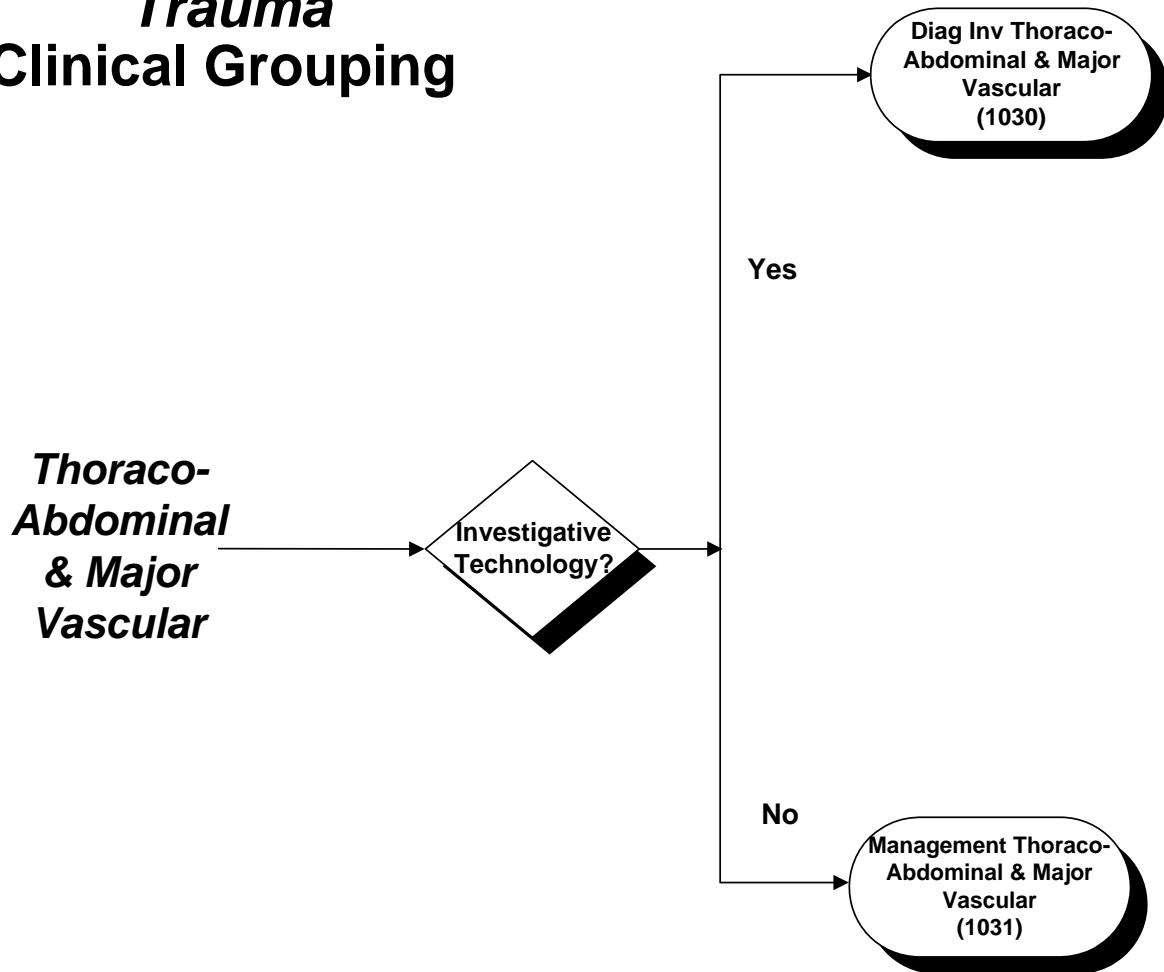 Trauma
Clinical Grouping
Diag Inv Thoraco-
Abdominal & Major
Vascular
(1030)
Yes
Thoraco-
Abdominal
& Major
Vascular
Investigative
Technology?
No
Management Thoraco-
Abdominal & Major
Vascular
(1031)